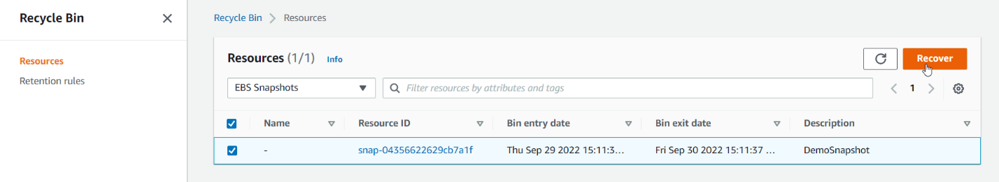 Recycle Bin
Resources
Retention rules
Recycle Bin > Resources
Resources (1/1) Info
Recover
EBS Snapshots
Filter resources by attributes and tags
1
Name Resource ID Bin entry date Bin exit date Description
- snap-04356622629cb7a1f Thu Sep 29 2022 15:11:3... Fri Sep 30 2022 15:11:37 ... DemoSnapshot